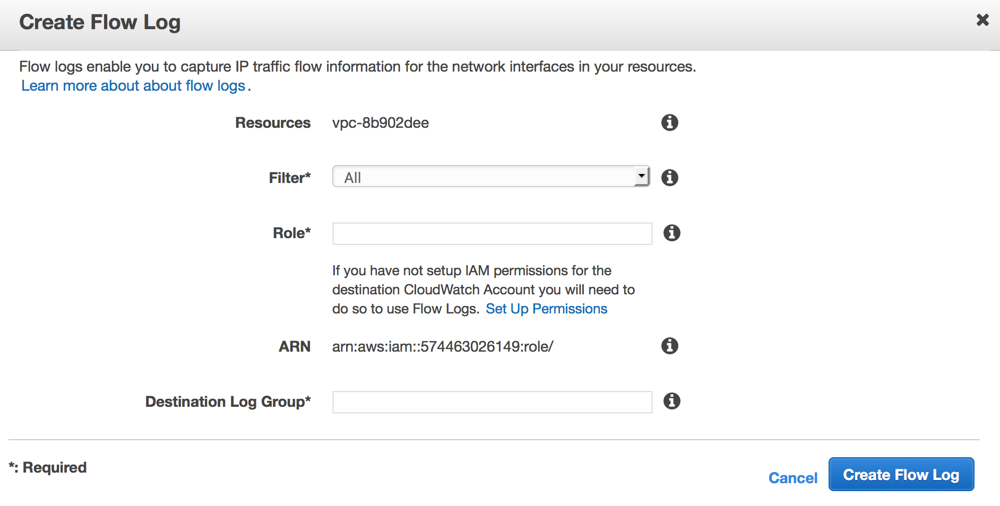 Create Flow Log
Flow logs enable you to capture IP traffic flow information for the network interfaces in your resources.
Learn more about about flow logs.
Resources vpc-8b902dee
Filter* All
Role*
If you have not setup IAM permissions for the
destination CloudWatch Account you will need to
do so to use Flow Logs. Set Up Permissions
ARN arn:aws:iam::574463026149:role/
Destination Log Group*
*: Required
Cancel Create Flow Log